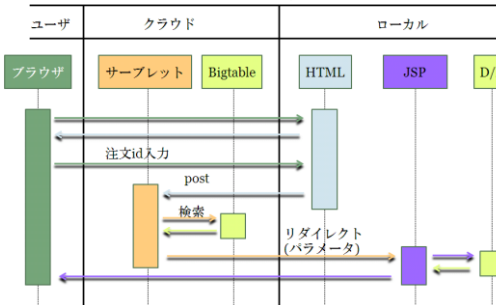 ユーザ
クラウド
ローカル
ブラウザ
サーブレット
Bigtable
HTML
JSP
D/
注文id入力
post
検索
リダイレクト
(パラメータ)